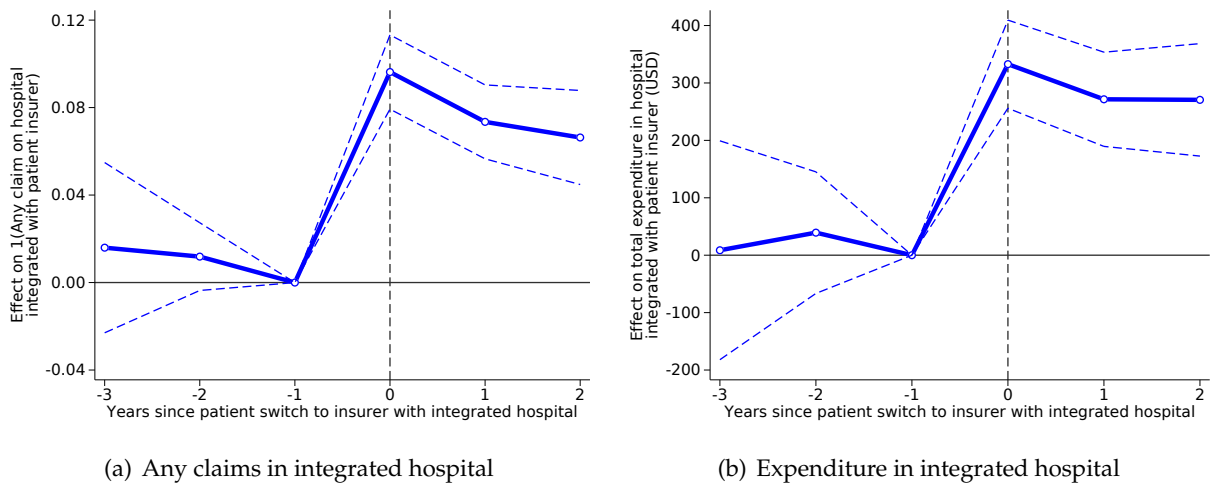 Effect on 1(Any claim on hospital
integrated with patient insurer)
0.12
0.08
0.04
0.00
-0.04
-3 -2 -1 0 1 2
Years since patient switch to insurer with integrated hospital
(a) Any claims in integrated hospital
Effect on total expenditure in hospital
integrated with patient insurer (USD)
400
300
200
100
0
-100
-200
-3 -2 -1 0 1 2
Years since patient switch to insurer with integrated hospital
(b) Expenditure in integrated hospital